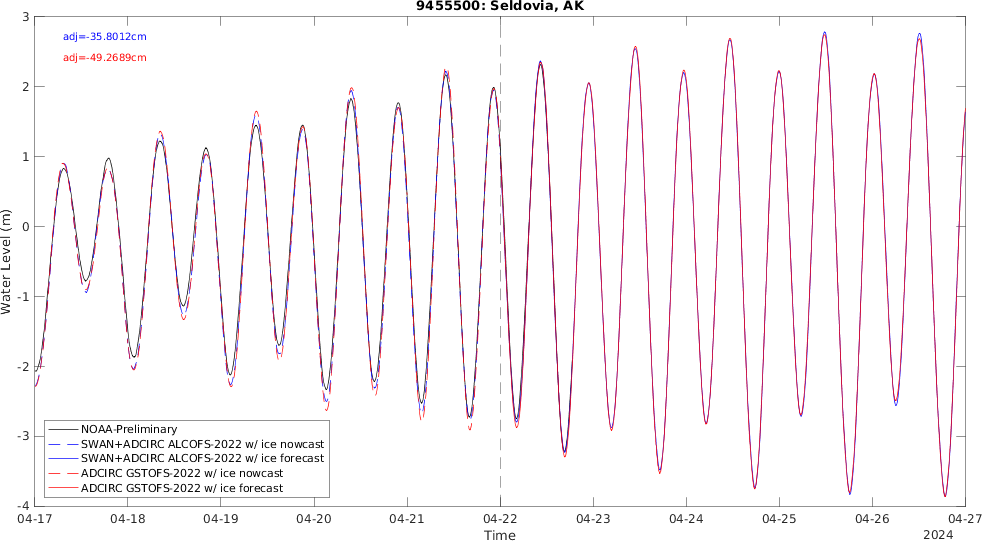 9455500: Seldovia, AK
adj=-35.8012cm
adj=-49.2689cm
Water Level (m)
3
2
1
0
-1
-2
-3
-4
NOAA-Preliminary
SWAN+ADCIRC ALCOFS-2022 w/ ice nowcast
SWAN+ADCIRC ALCOFS-2022 w/ ice forecast
ADCIRC GSTOFS-2022 w/ ice nowcast
ADCIRC GSTOFS-2022 w/ ice forecast
04-17 04-18 04-19 04-20 04-21 04-22 04-23 04-24 04-25 04-26 04-27
Time
2024